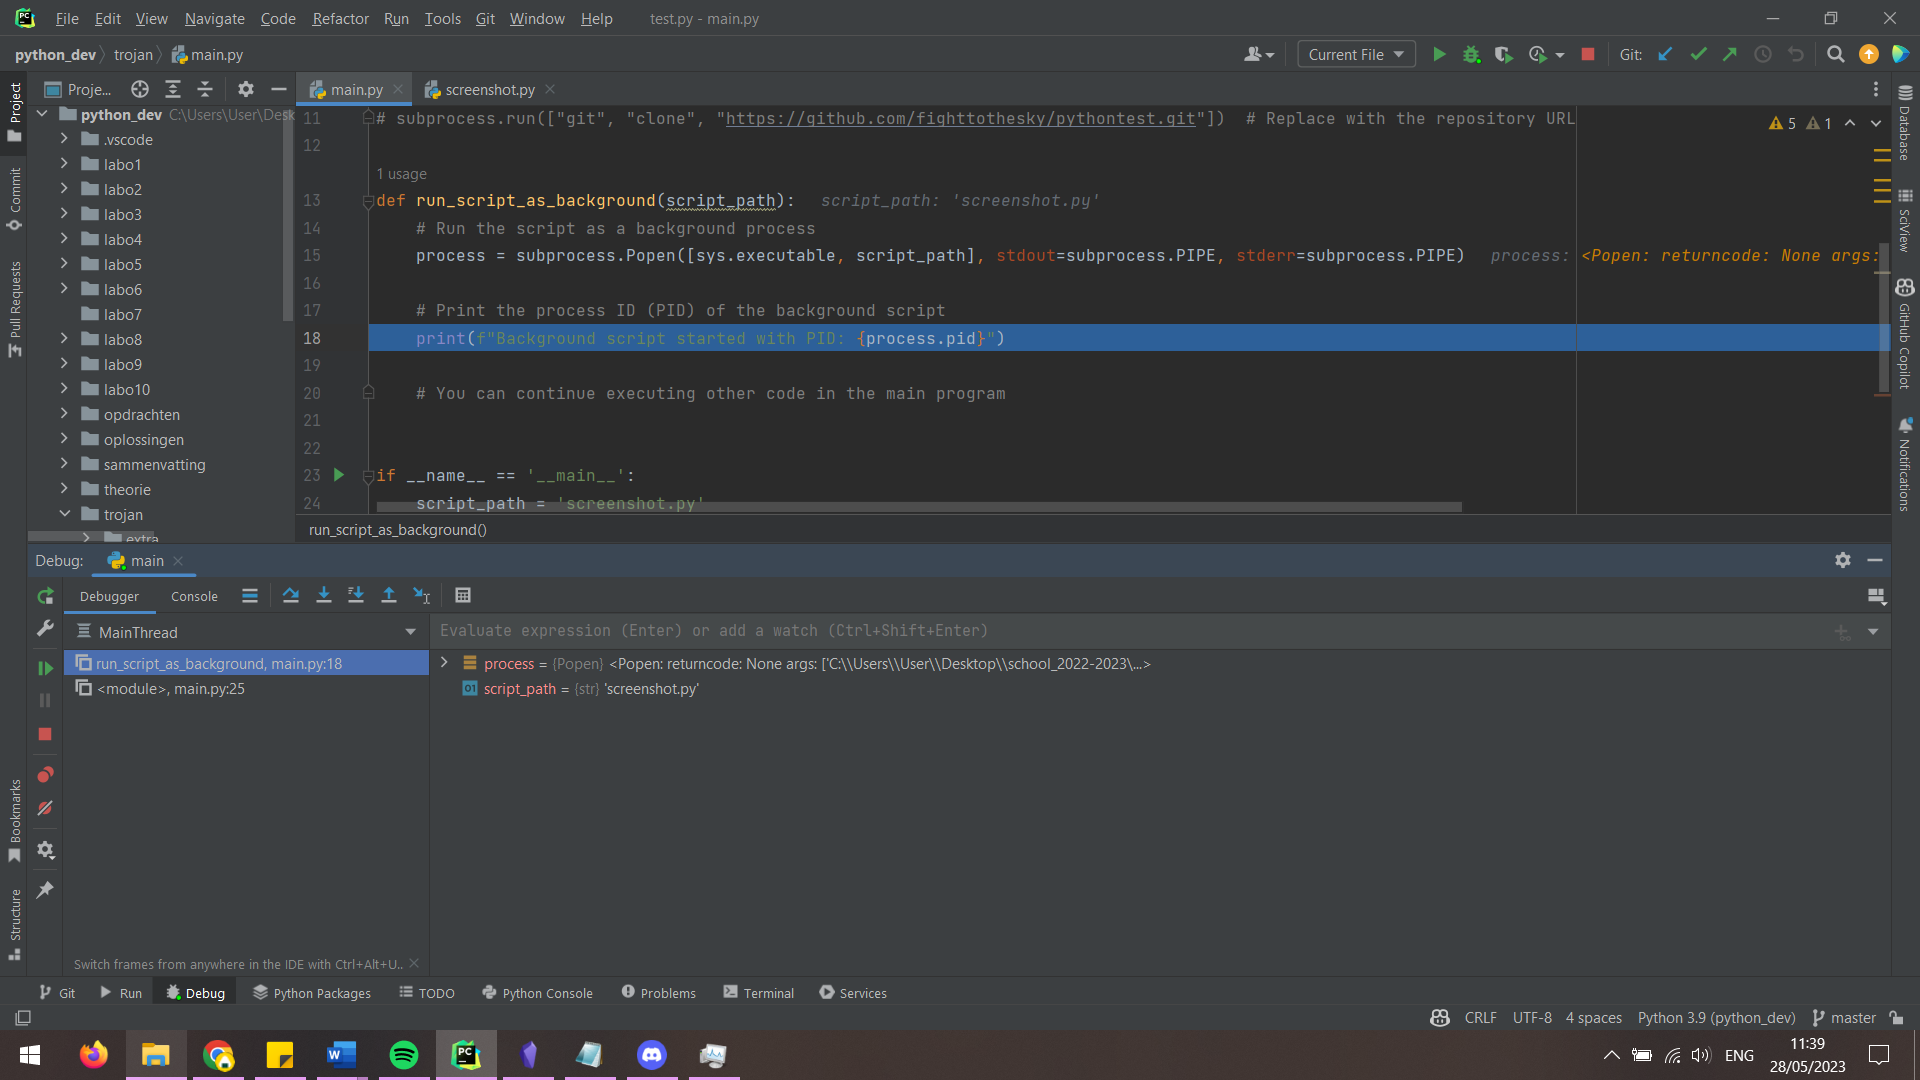 File Edit View Navigate Code Refactor Run Tools Git Window Help test.py - main.py
python_dev trojan main.py
Current File
Git:
Proje...
main.py
screenshot.py
python_dev C:\Users\User\Desk
.vscode
labo1
labo2
labo3
labo4
labo5
labo6
labo7
labo8
labo9
labo10
opdrachten
oplossingen
sammenvatting
theorie
trojan
extra
Project
Commit
Pull Requests
Bookmarks
Structure
11 # subprocess.run(["git", "clone", "https://github.com/fighttothesky/pythontest.git"]) # Replace with the repository URL
12
1 usage
13 def run_script_as_background(script_path): script_path: 'screenshot.py'
14 # Run the script as a background process
15 process = subprocess.Popen([sys.executable, script_path], stdout=subprocess.PIPE, stderr=subprocess.PIPE) process: <Popen: returncode: None args:
16
17 # Print the process ID (PID) of the background script
18 print(f"Background script started with PID: {process.pid}")
19
20 # You can continue executing other code in the main program
21
22
23 if __name__ == '__main__':
24 script_path = 'screenshot.py'
5 1
run_script_as_background()
Database
SciView
GitHub Copilot
Notifications
Debug: main
Debugger Console
MainThread
run_script_as_background, main.py:18
<module>, main.py:25
Evaluate expression (Enter) or add a watch (Ctrl+Shift+Enter)
process = {Popen} <Popen: returncode: None args: ['C:\\Users\\User\\Desktop\\school_2022-2023\...>
01 script_path = {str} 'screenshot.py'
Switch frames from anywhere in the IDE with Ctrl+Alt+U..
Git Run Debug Python Packages TODO Python Console Problems Terminal Services
CRLF UTF-8 4 spaces Python 3.9 (python_dev) master
ENG
11:39
28/05/2023